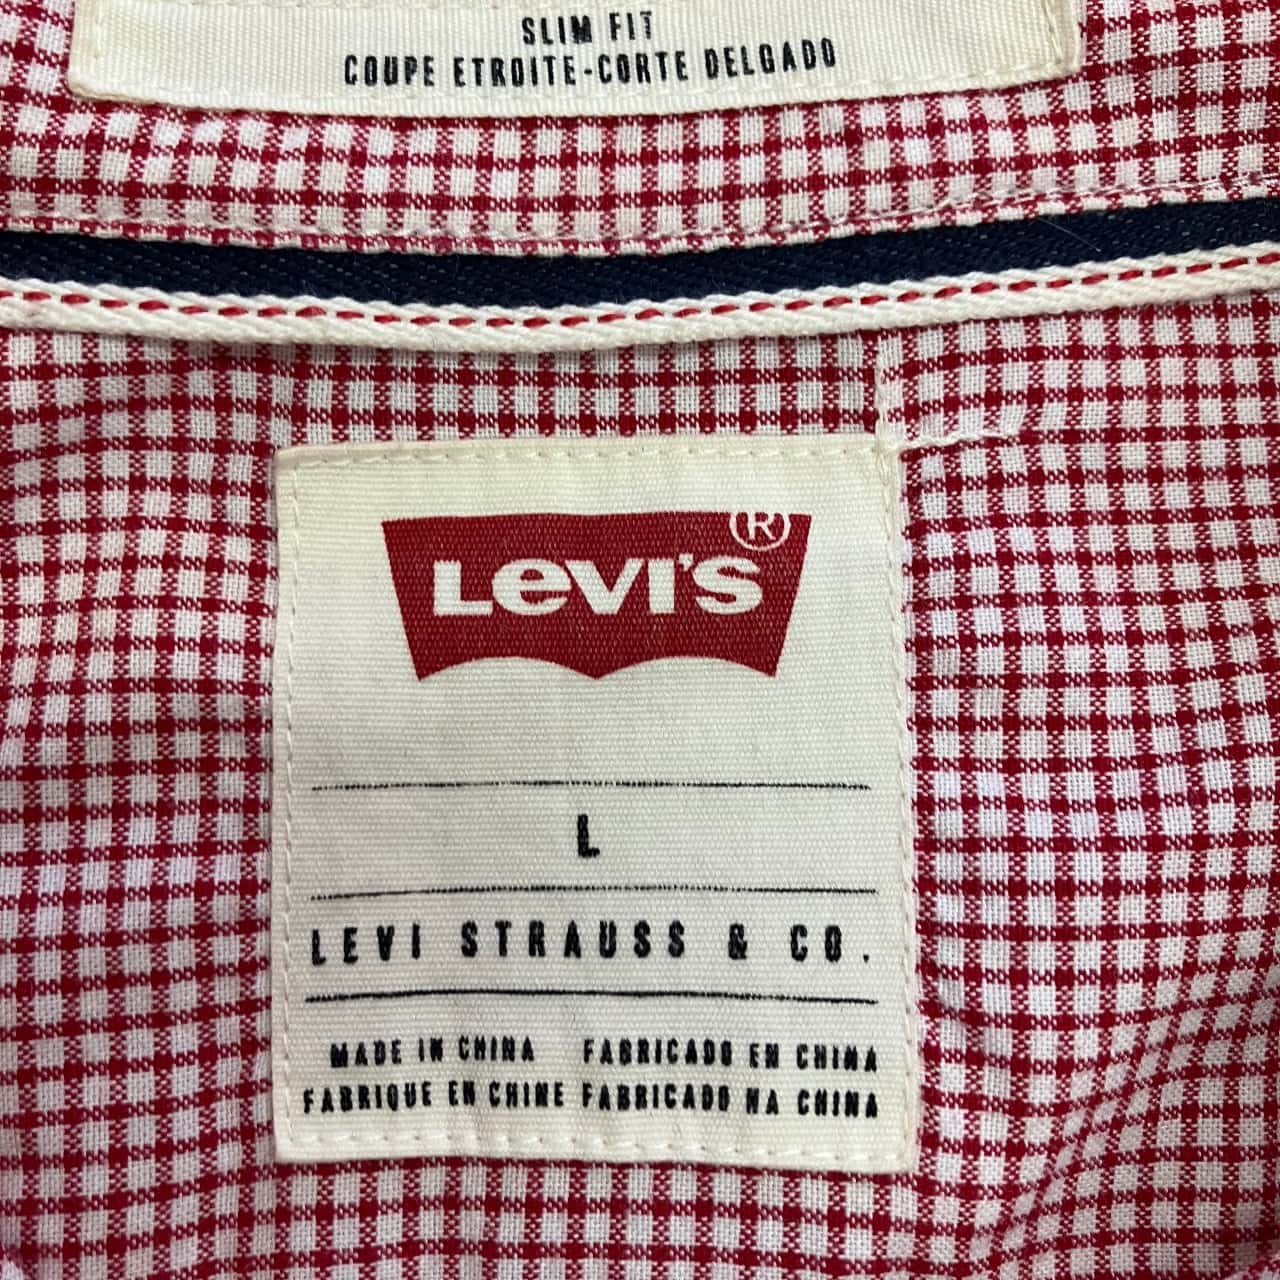 SLIM FIT
COUPE ETROITE-CORTE DELGADO
Levi's®
L
LEVI STRAUSS & CO.
MADE IN CHINA FABRICADO EN CHINA
FABRIQUE EN CHINE FABRICADO NA CHINA